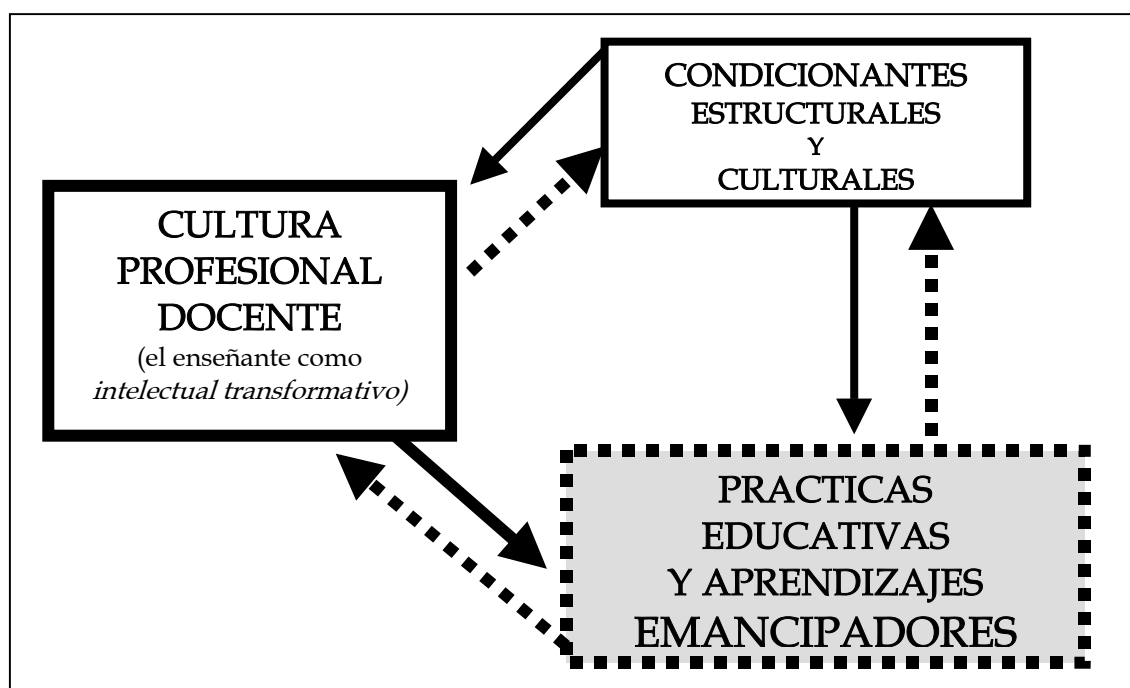 CONDICIONANTES
ESTRUCTURALES
Y
CULTURALES
CULTURA
PROFESIONAL
DOCENTE
(el enseñante como
intelectual transformativo)
PRACTICAS
EDUCATIVAS
Y APRENDIZAJES
EMANCIPADORES